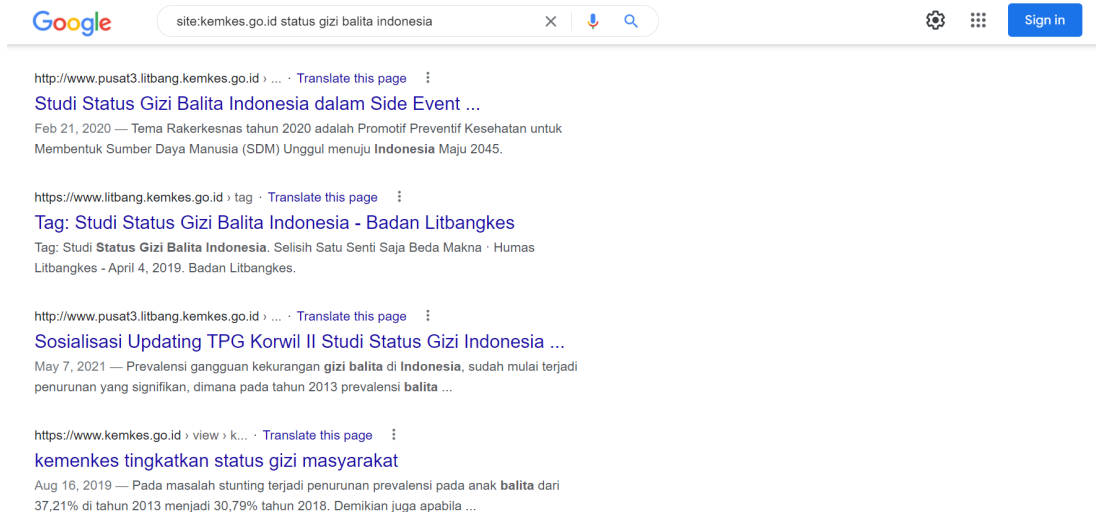 Google
site:kemkes.go.id status gizi balita indonesia
Sign in
http://www.pusat3.litbang.kemkes.go.id › ... · Translate this page
Studi Status Gizi Balita Indonesia dalam Side Event ...
Feb 21, 2020 — Tema Rakerkesnas tahun 2020 adalah Promotif Preventif Kesehatan untuk
Membentuk Sumber Daya Manusia (SDM) Unggul menuju Indonesia Maju 2045.
https://www.litbang.kemkes.go.id › tag · Translate this page
Tag: Studi Status Gizi Balita Indonesia - Badan Litbangkes
Tag: Studi Status Gizi Balita Indonesia. Selisih Satu Senti Saja Beda Makna · Humas
Litbangkes - April 4, 2019. Badan Litbangkes.
http://www.pusat3.litbang.kemkes.go.id › ... · Translate this page
Sosialisasi Updating TPG Korwil II Studi Status Gizi Indonesia ...
May 7, 2021 — Prevalensi gangguan kekurangan gizi balita di Indonesia, sudah mulai terjadi
penurunan yang signifikan, dimana pada tahun 2013 prevalensi balita ...
https://www.kemkes.go.id › view › k... · Translate this page
kemenkes tingkatkan status gizi masyarakat
Aug 16, 2019 — Pada masalah stunting terjadi penurunan prevalensi pada anak balita dari
37,21% di tahun 2013 menjadi 30,79% tahun 2018. Demikian juga apabila ...